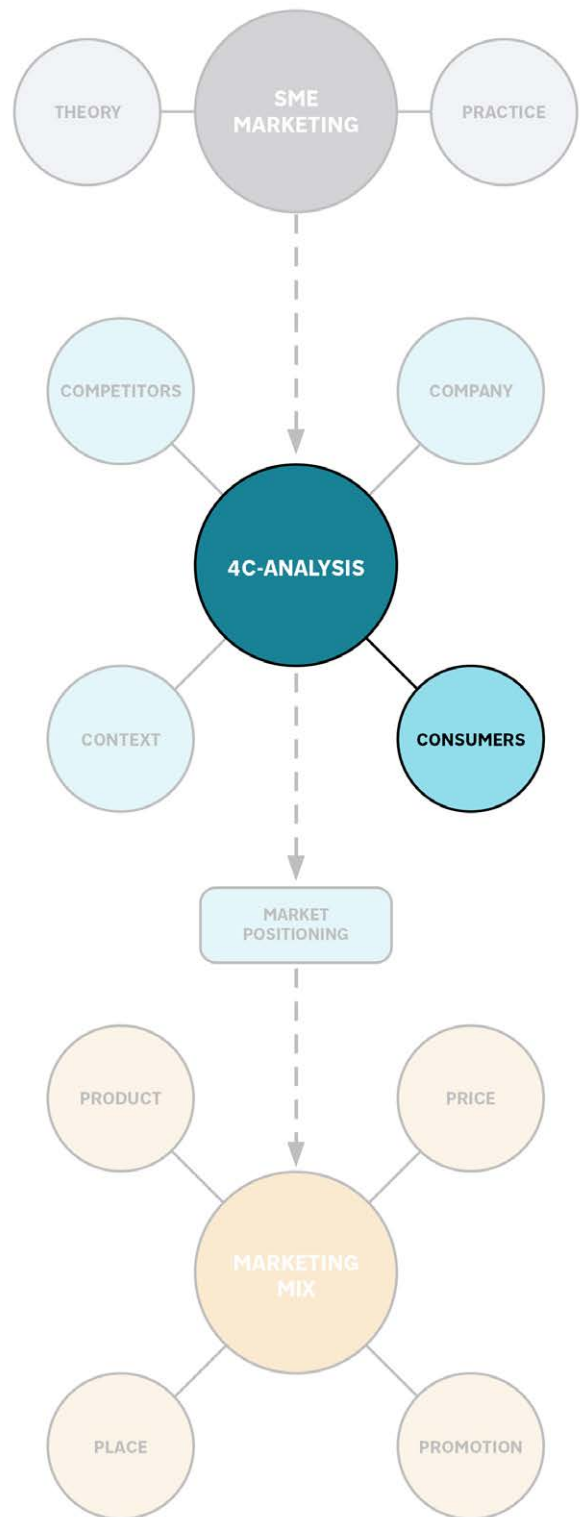 THEORY
SME
MARKETING
PRACTICE
COMPETITORS
COMPANY
4C-ANALYSIS
CONTEXT
CONSUMERS
MARKET
POSITIONING
PRODUCT
PRICE
MARKETING
MIX
PLACE
PROMOTION